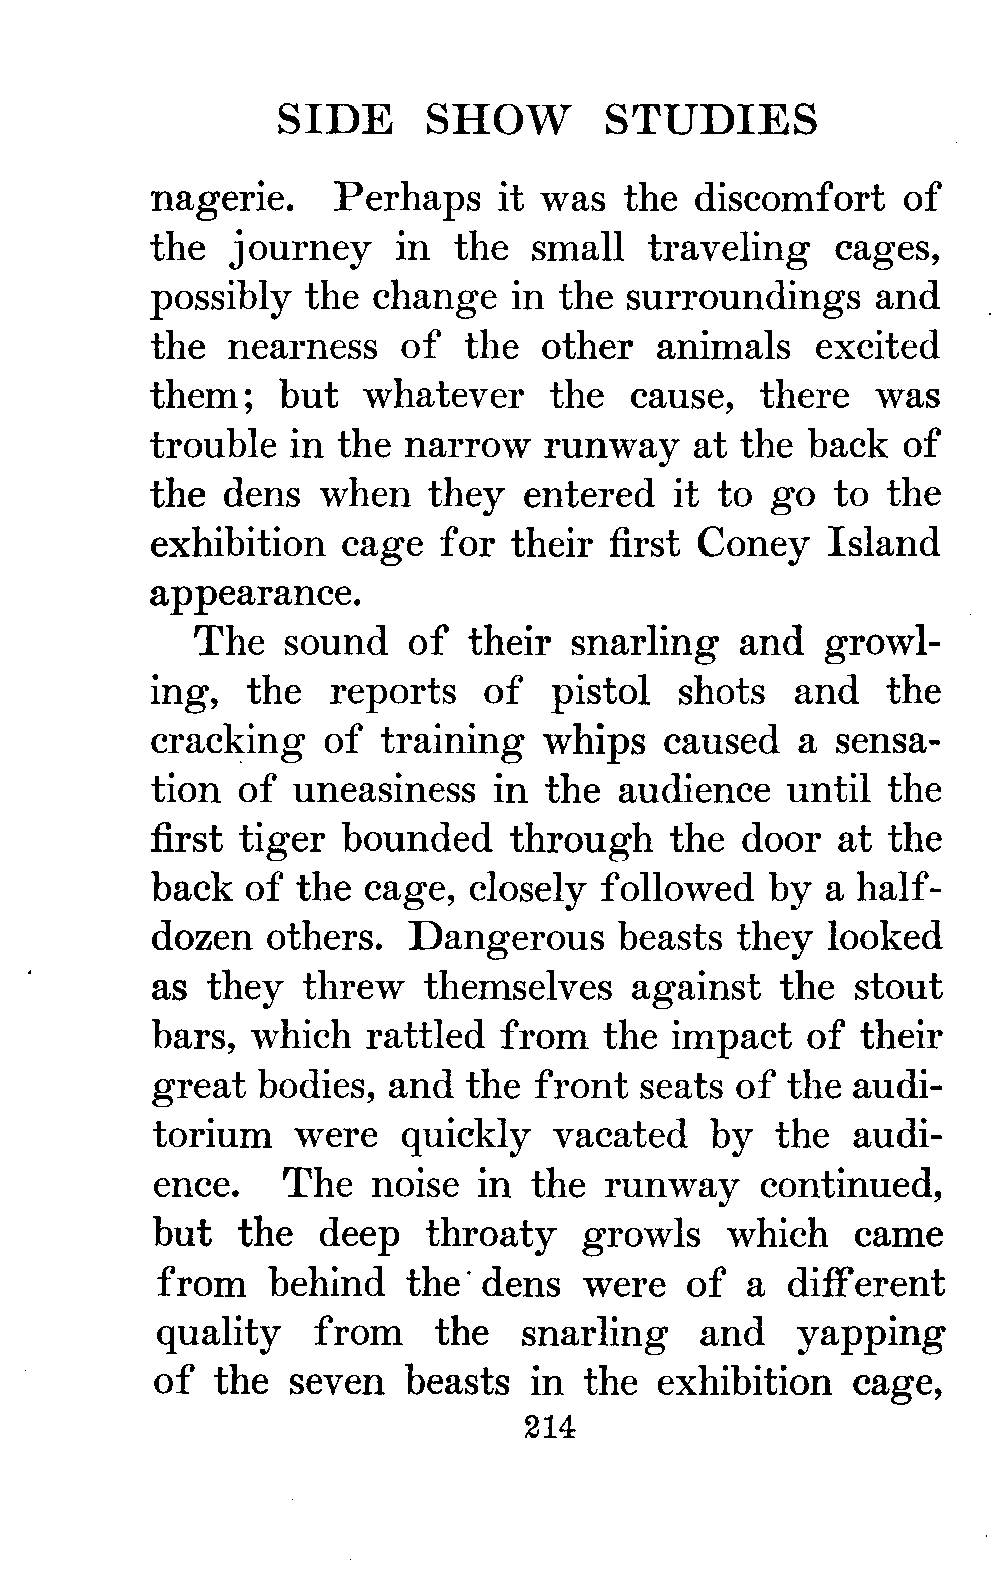 SIDE SHOW STUDIES
nagerie. Perhaps it was the discomfort of
the journey in the small traveling cages,
possibly the change in the surroundings and
the nearness of the other animals excited
them; but whatever the cause, there was
trouble in the narrow runway at the back of
the dens when they entered it to go to the
exhibition cage for their first Coney Island
appearance.
The sound of their snarling and growl-
ing, the reports of pistol shots and the
cracking of training whips caused a sensa-
tion of uneasiness in the audience until the
first tiger bounded through the door at the
back of the cage, closely followed by a half-
dozen others. Dangerous beasts they looked
as they threw themselves against the stout
bars, which rattled from the impact of their
great bodies, and the front seats of the audi-
torium were quickly vacated by the audi-
ence. The noise in the runway continued,
but the deep throaty growls which came
from behind the dens were of a different
quality from the snarling and yapping
of the seven beasts in the exhibition cage,
214